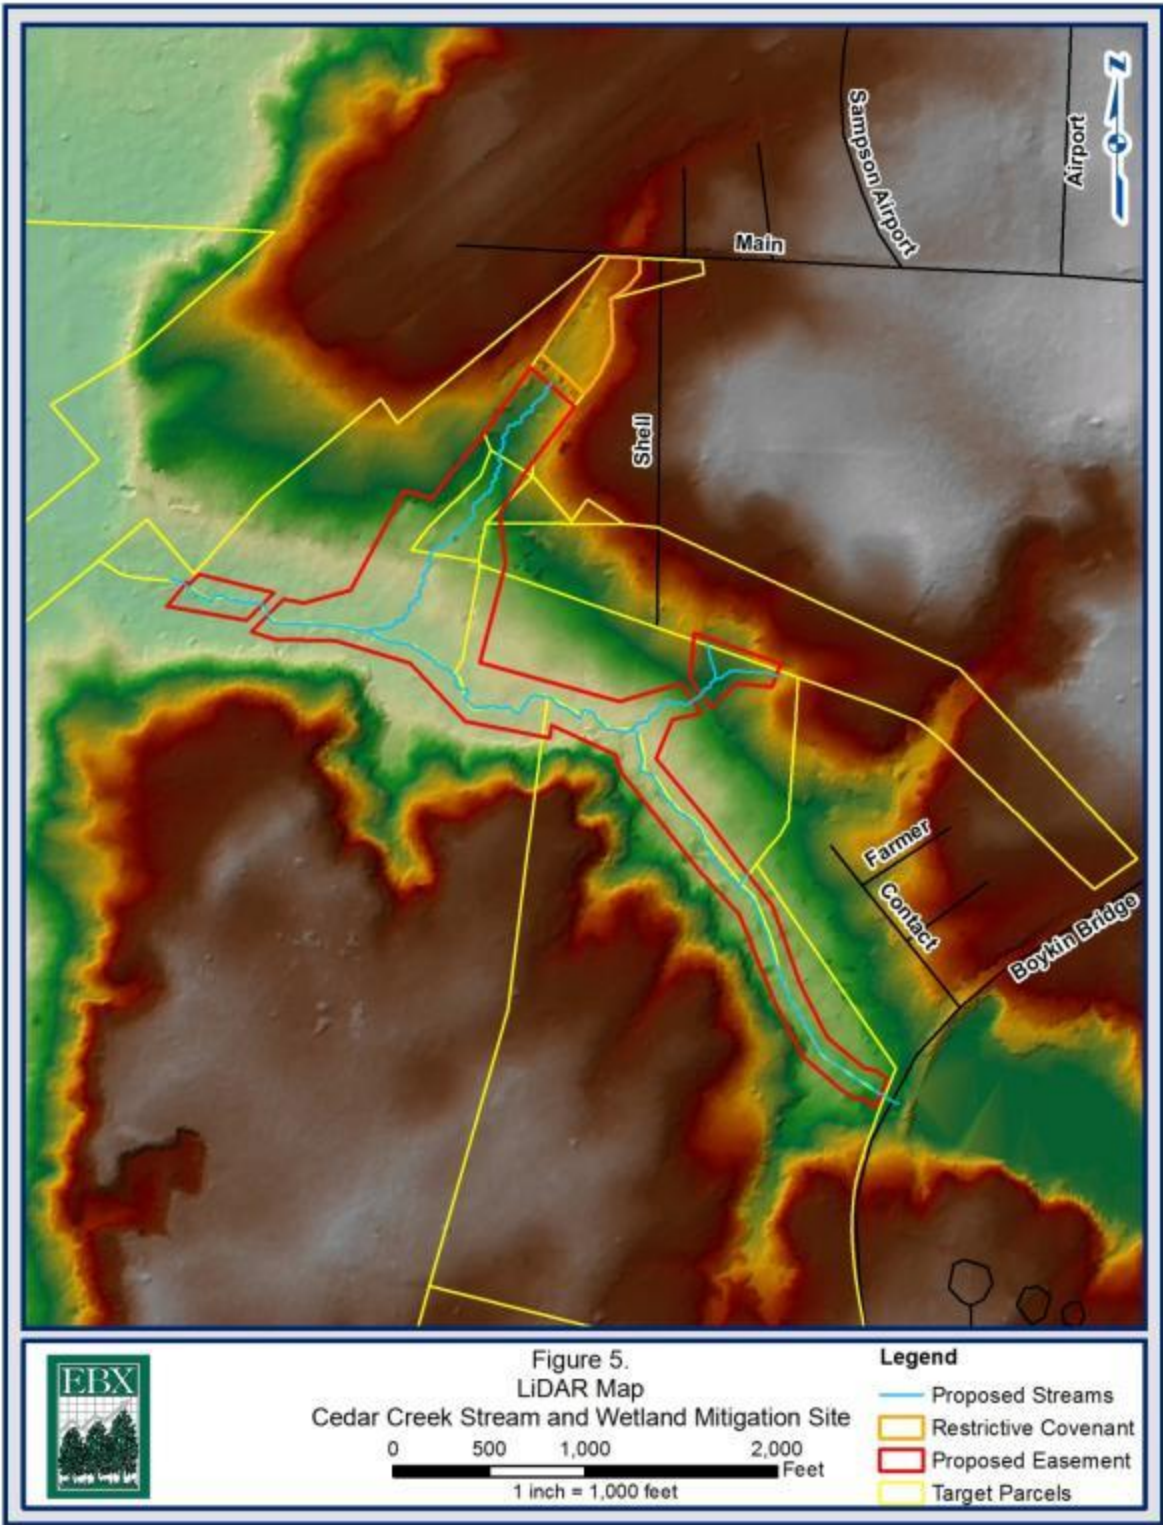 N
Sampson Airport
Airport
Main
Shell
Farmer
Contact
Boykin Bridge
EBX
Figure 5.
LiDAR Map
Cedar Creek Stream and Wetland Mitigation Site
0 500 1,000 2,000
Feet
1 inch = 1,000 feet
Legend
Proposed Streams
Restrictive Covenant
Proposed Easement
Target Parcels